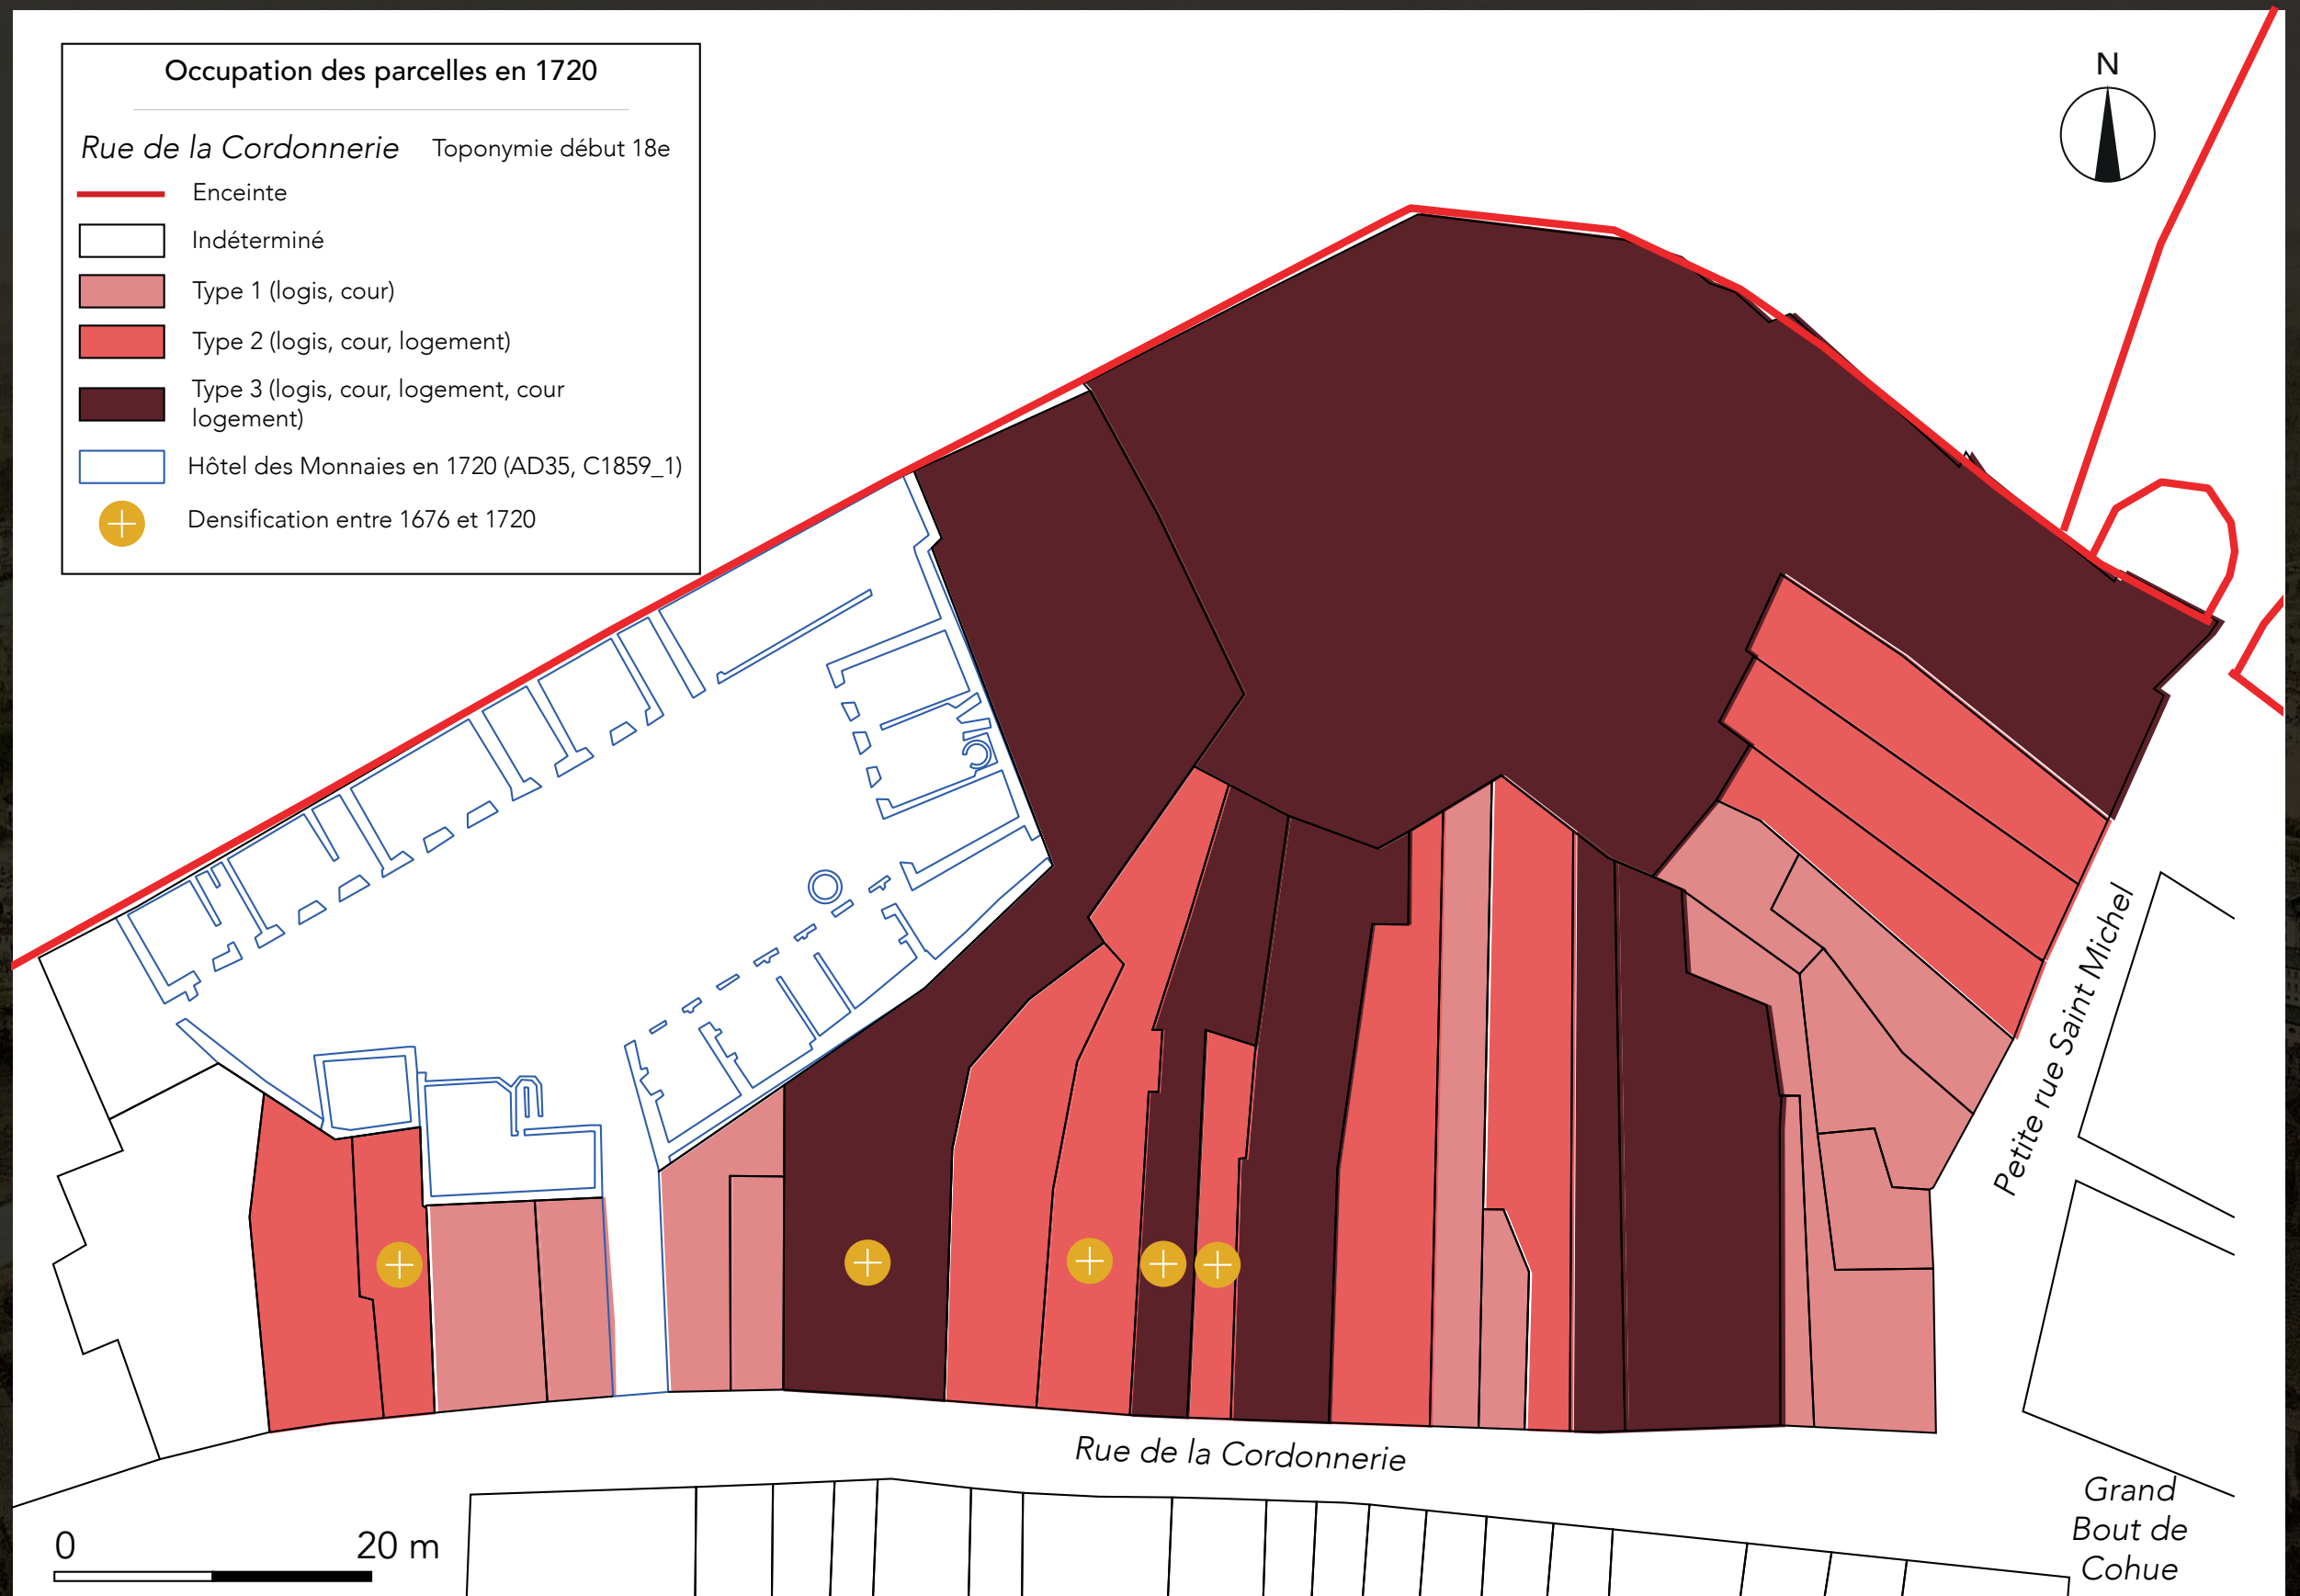 Occupation des parcelles en 1720
Rue de la Cordonnerie Toponymie début 18e
Enceinte
Indéterminé
Type 1 (logis, cour)
Type 2 (logis, cour, logement)
Type 3 (logis, cour, logement, cour
logement)
Hôtel des Monnaies en 1720 (AD35, C1859_1)
Densification entre 1676 et 1720
N
Petite rue Saint Michel
Rue de la Cordonnerie
Grand
Bout de
Cohue
0 20 m